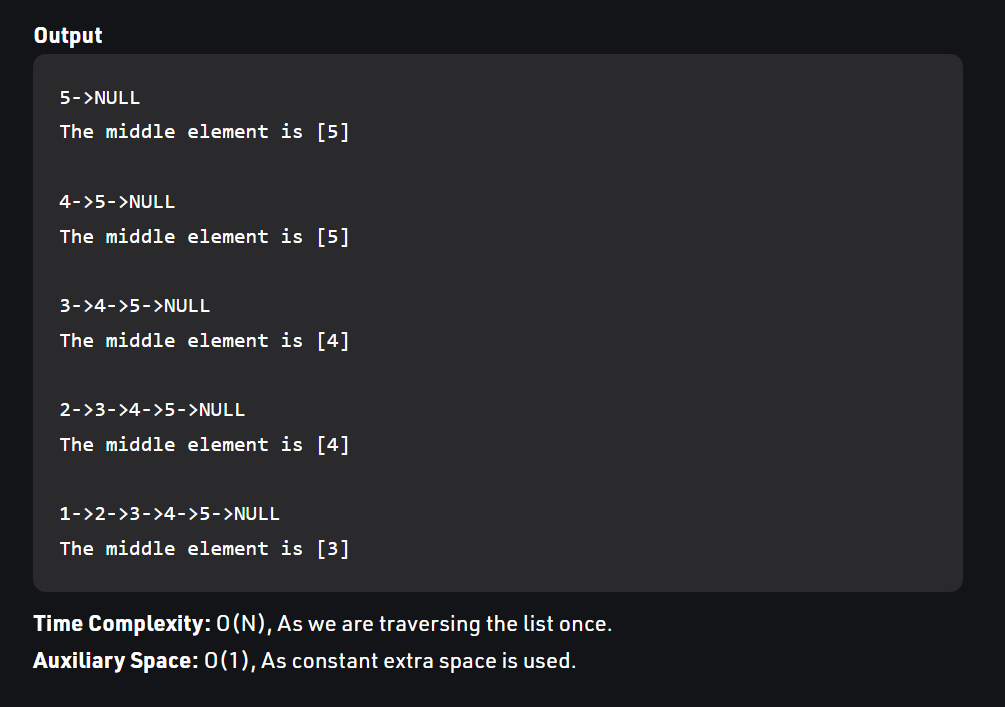 Output
5->NULL
The middle element is [5]
4->5->NULL
The middle element is [5]
3->4->5->NULL
The middle element is [4]
2->3->4->5->NULL
The middle element is [4]
1->2->3->4->5->NULL
The middle element is [3]
Time Complexity: O(N), As we are traversing the list once.
Auxiliary Space: O(1), As constant extra space is used.